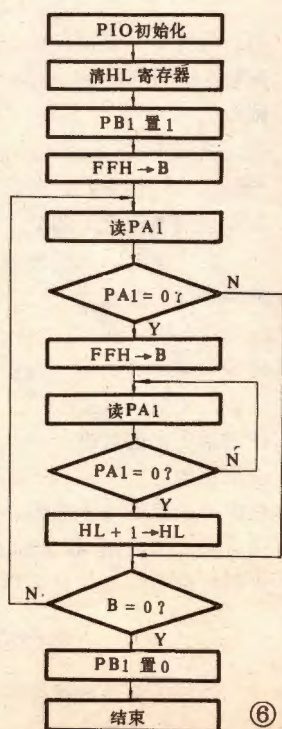 PIO初始化
清HL 寄存器
PB1 置1
FFH→B
读PA1
PA1=0?
N
Y
FFH→B
读PA1
PA1=0?
N
Y
HL + 1→HL
B = 0?
N
Y
PB1 置0
结束
⑥